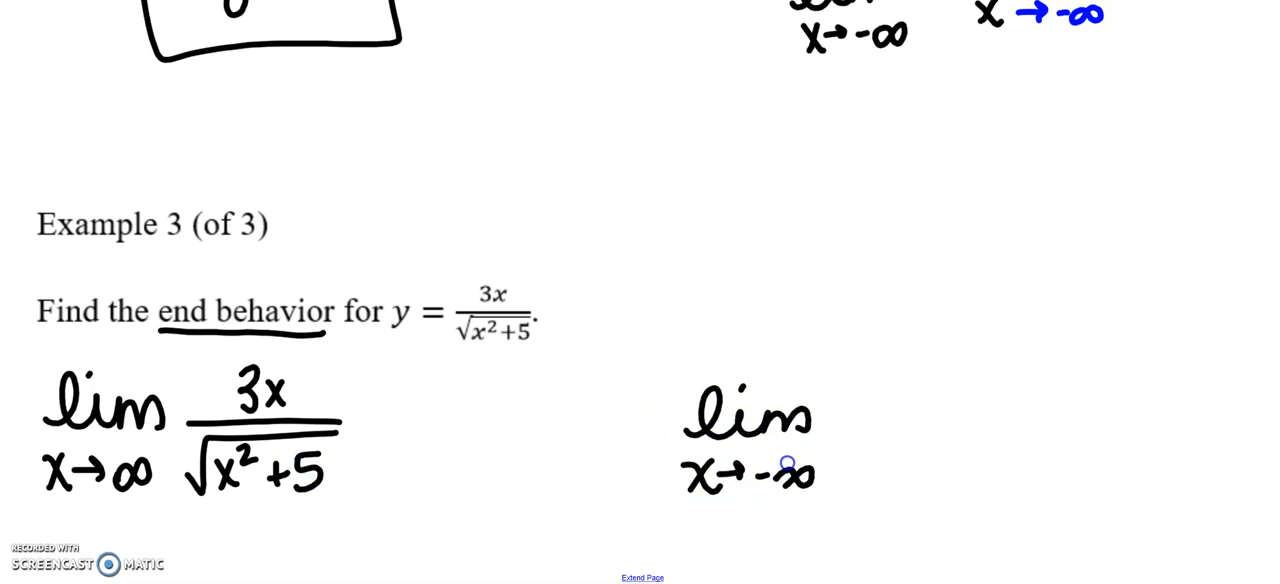 x → -∞
x → -∞
Example 3 (of 3)
Find the end behavior for y = 3x / √x²+5.
lim x→∞ 3x / √x²+5
lim x→-∞
RECORDED WITH
SCREENCAST MATIC
Extend Page